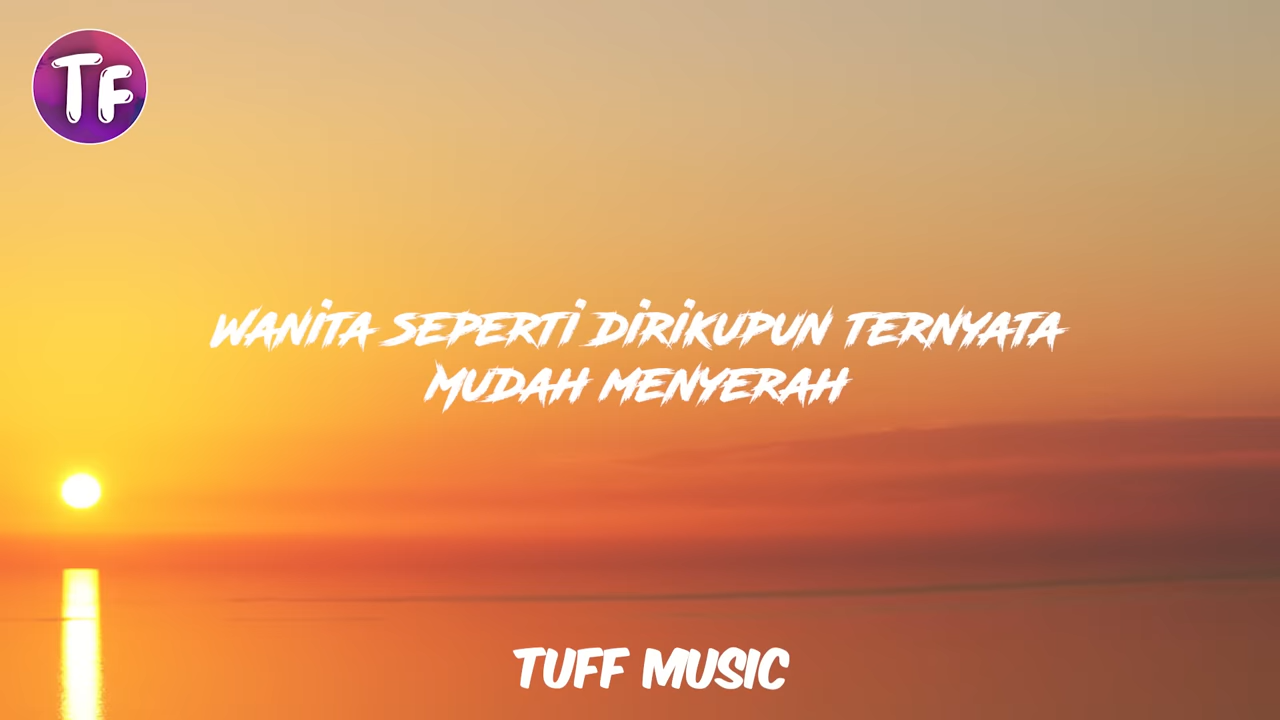 TF
WANITA SEPERTI DIRIKUPUN TERNYATA
MUDAH MENYERAH
TUFF MUSIC